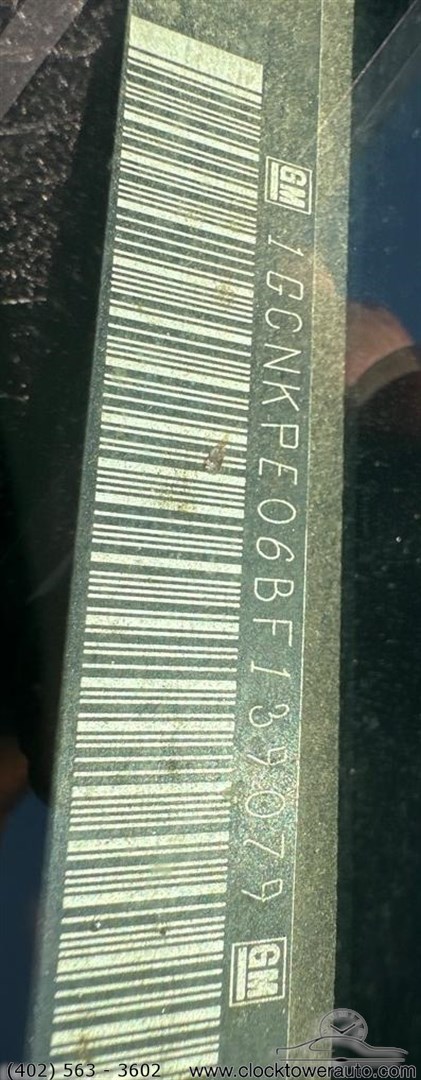 GM 1GCNKPE06BF139079 GM
(402) 563 - 3602 www.clocktowerauto.com